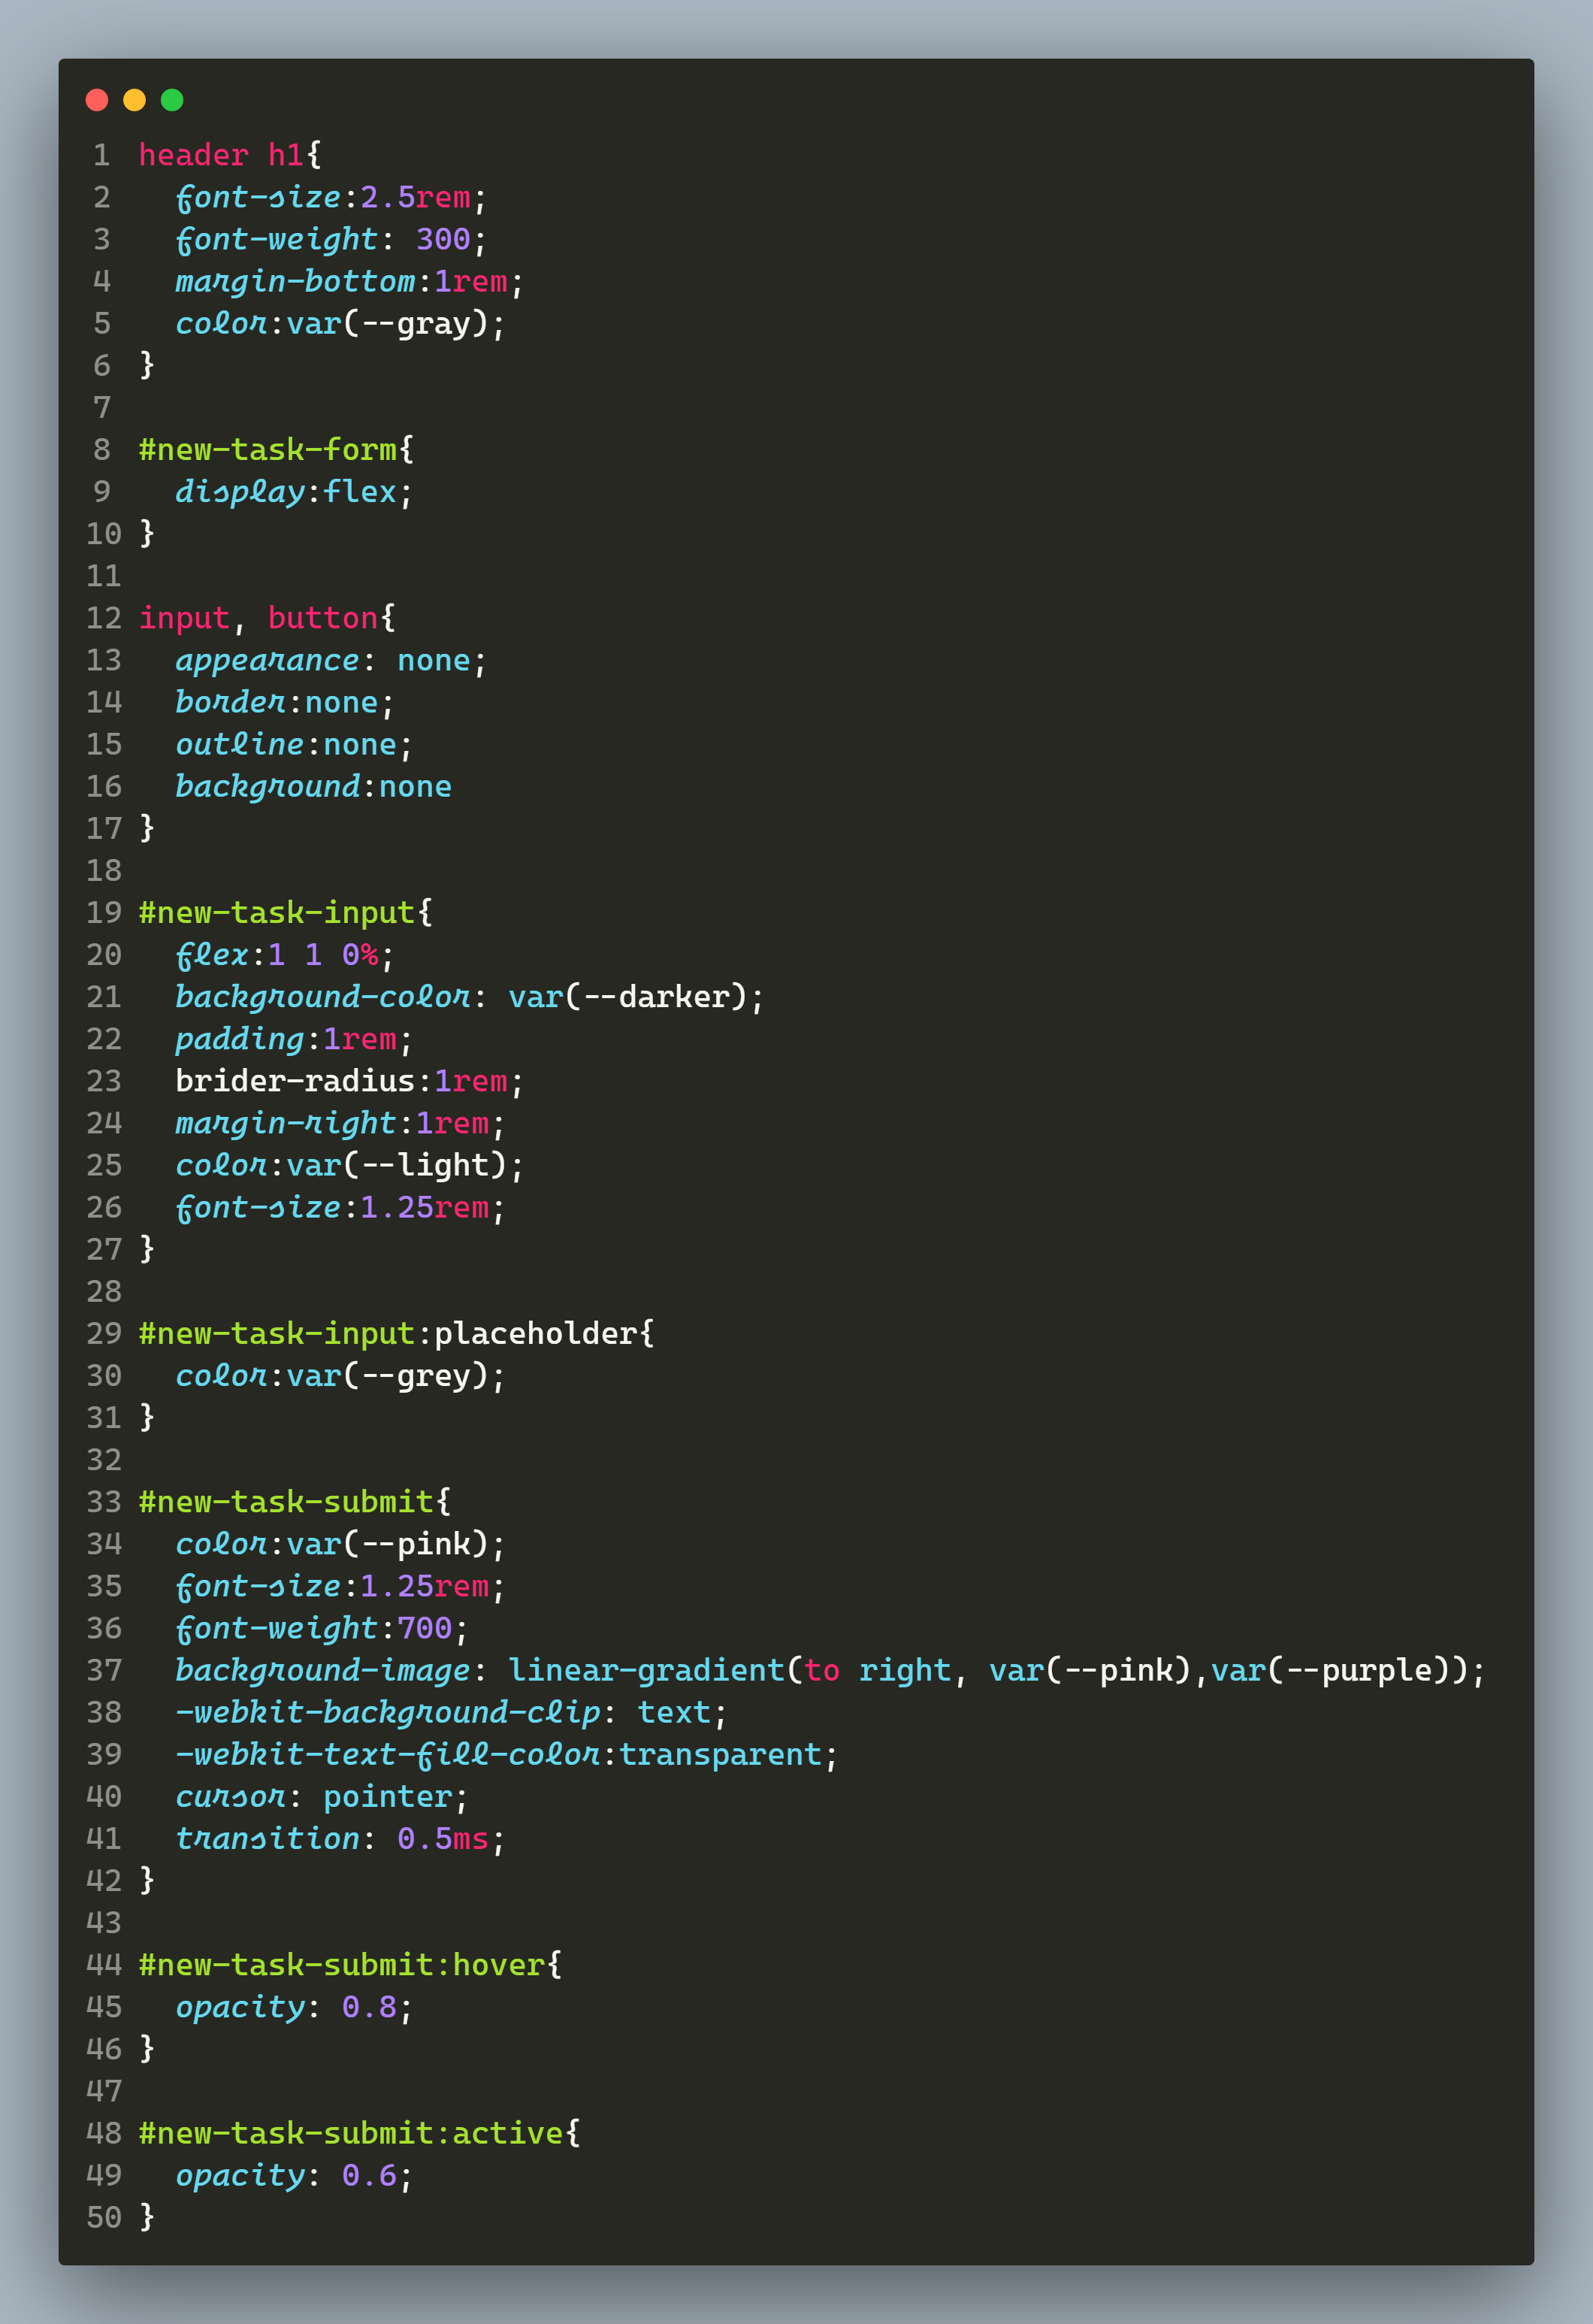 1 header h1{
2   font-size:2.5rem;
3   font-weight: 300;
4   margin-bottom:1rem;
5   color:var(--gray);
6 }
7
8 #new-task-form{
9   display:flex;
10 }
11
12 input, button{
13   appearance: none;
14   border:none;
15   outline:none;
16   background:none
17 }
18
19 #new-task-input{
20   flex:1 1 0%;
21   background-color: var(--darker);
22   padding:1rem;
23   brider-radius:1rem;
24   margin-right:1rem;
25   color:var(--light);
26   font-size:1.25rem;
27 }
28
29 #new-task-input:placeholder{
30   color:var(--grey);
31 }
32
33 #new-task-submit{
34   color:var(--pink);
35   font-size:1.25rem;
36   font-weight:700;
37   background-image: linear-gradient(to right, var(--pink),var(--purple));
38   -webkit-background-clip: text;
39   -webkit-text-fill-color:transparent;
40   cursor: pointer;
41   transition: 0.5ms;
42 }
43
44 #new-task-submit:hover{
45   opacity: 0.8;
46 }
47
48 #new-task-submit:active{
49   opacity: 0.6;
50 }